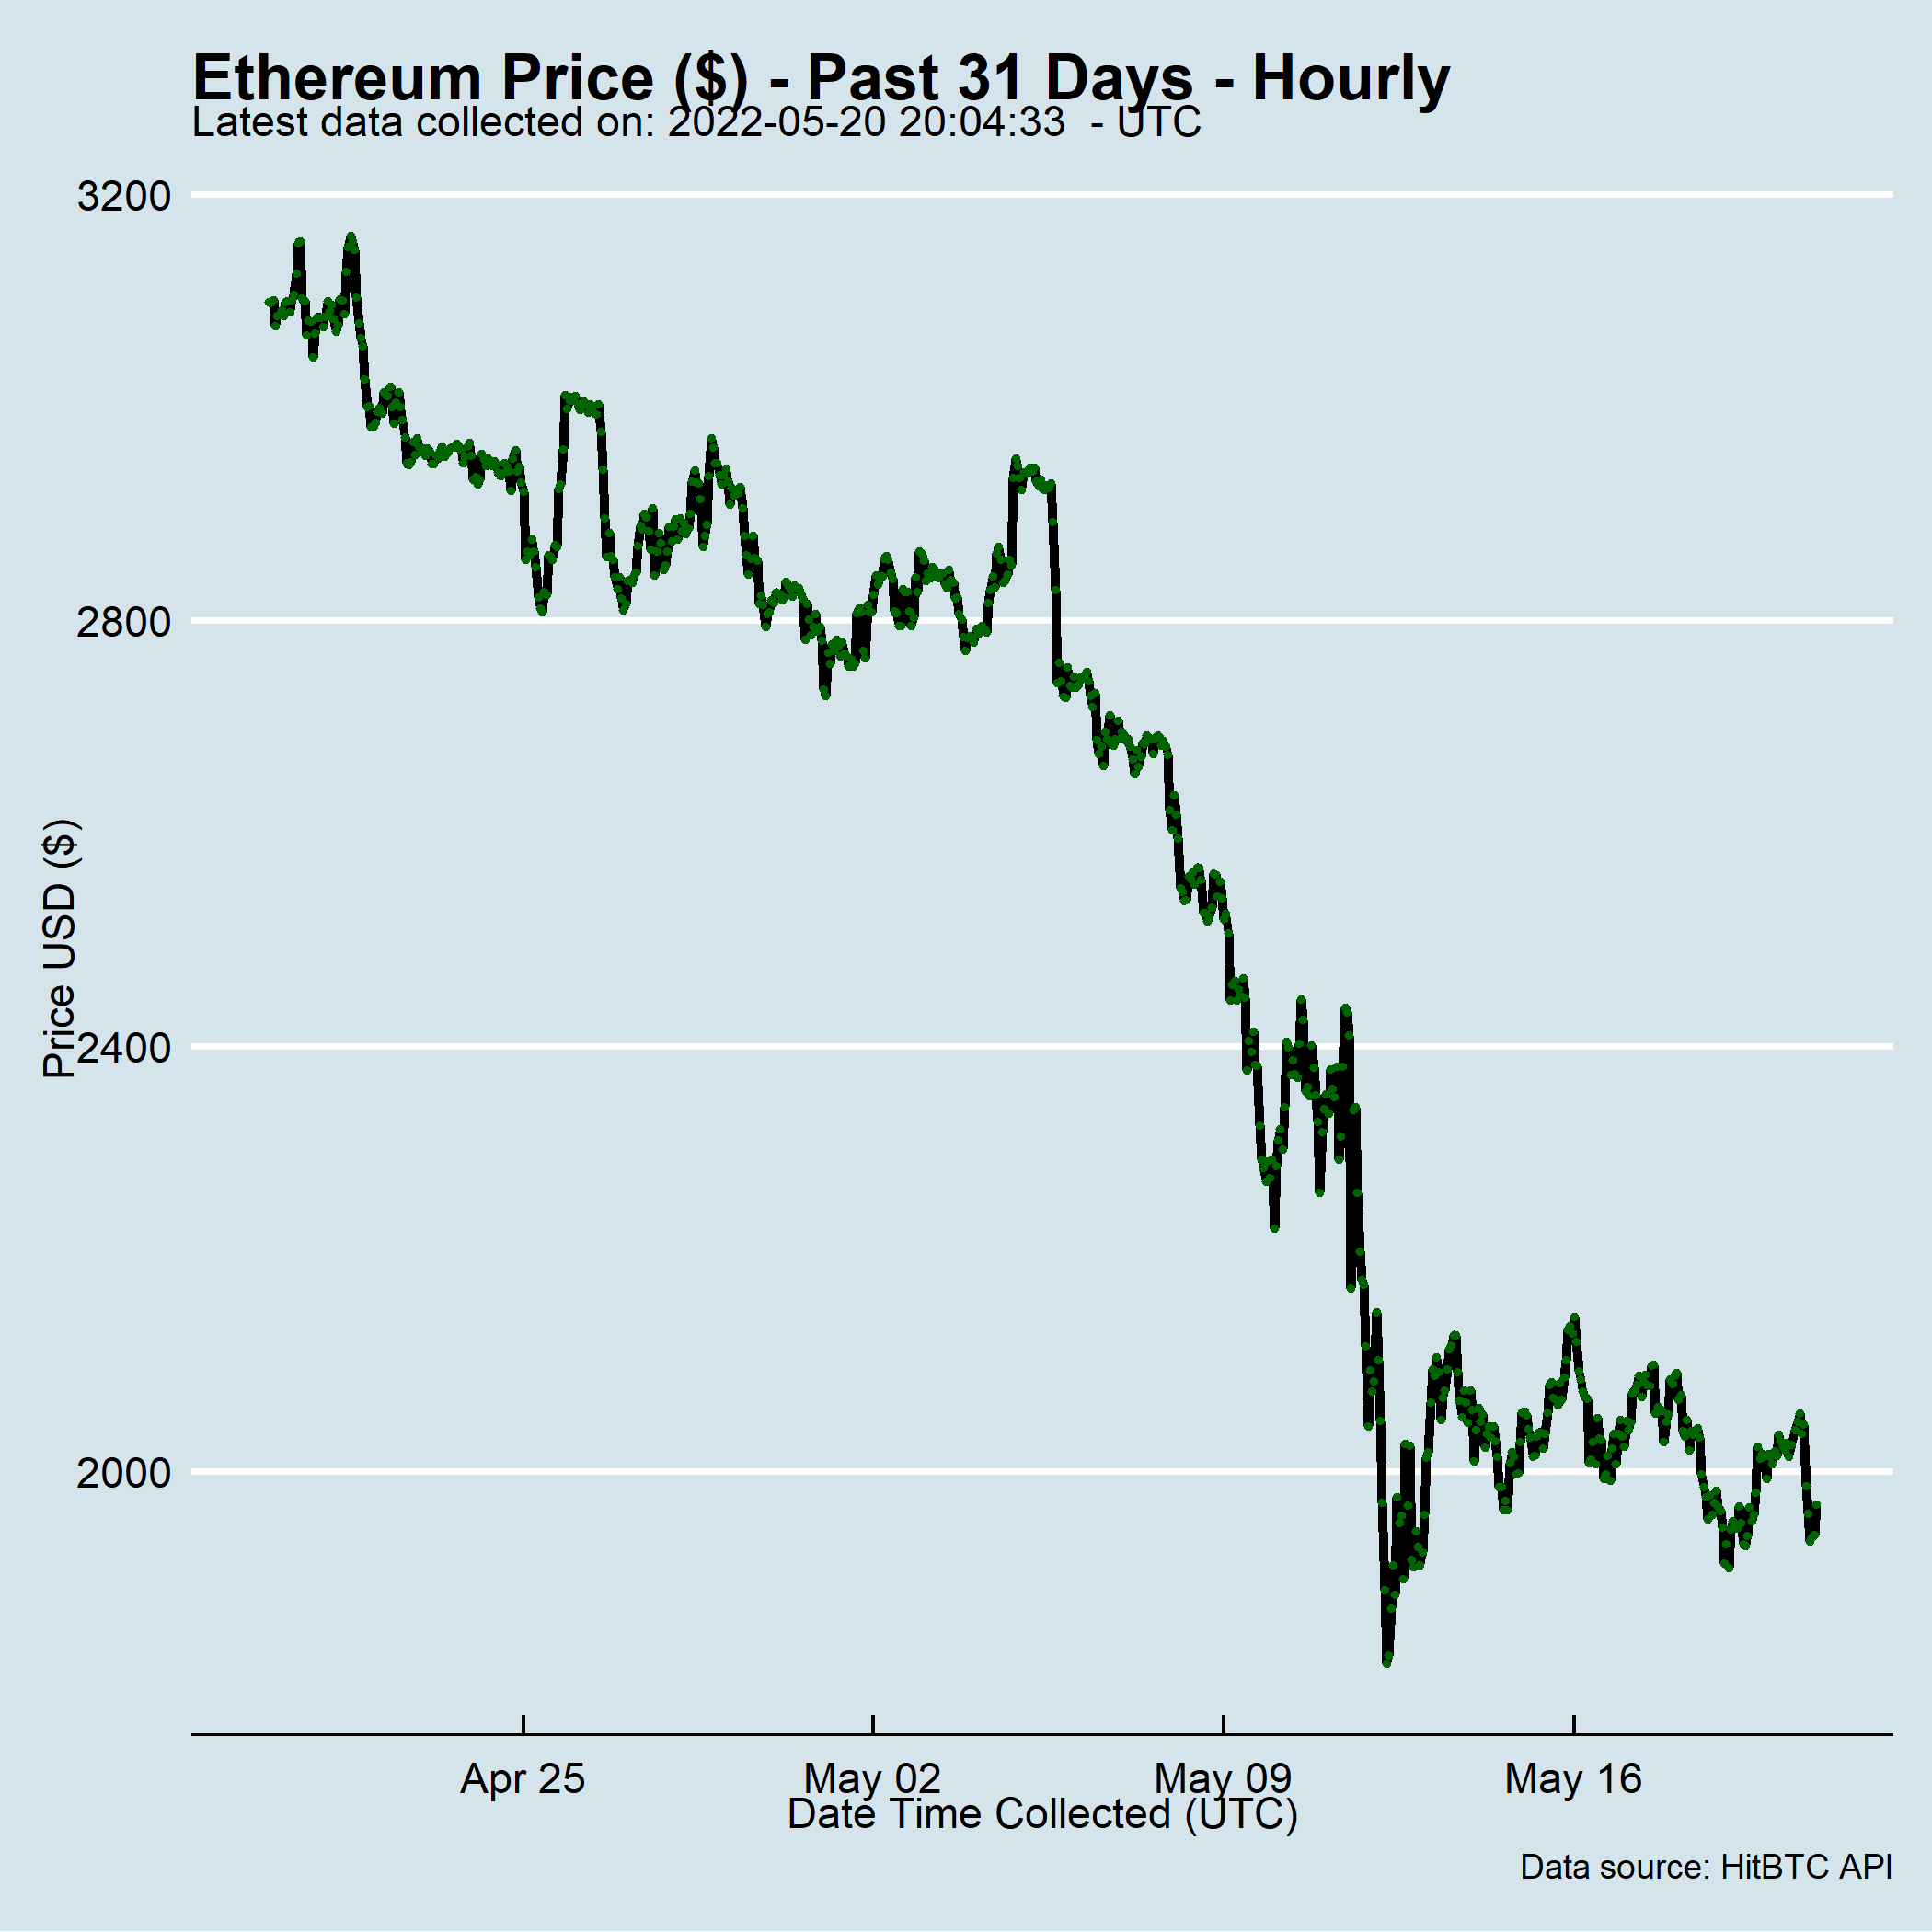 Ethereum Price ($) - Past 31 Days - Hourly
Latest data collected on: 2022-05-20 20:04:33  - UTC
3200
2800
2400
2000
Price USD ($)
Apr 25
May 02
May 09
May 16
Date Time Collected (UTC)
Data source: HitBTC API